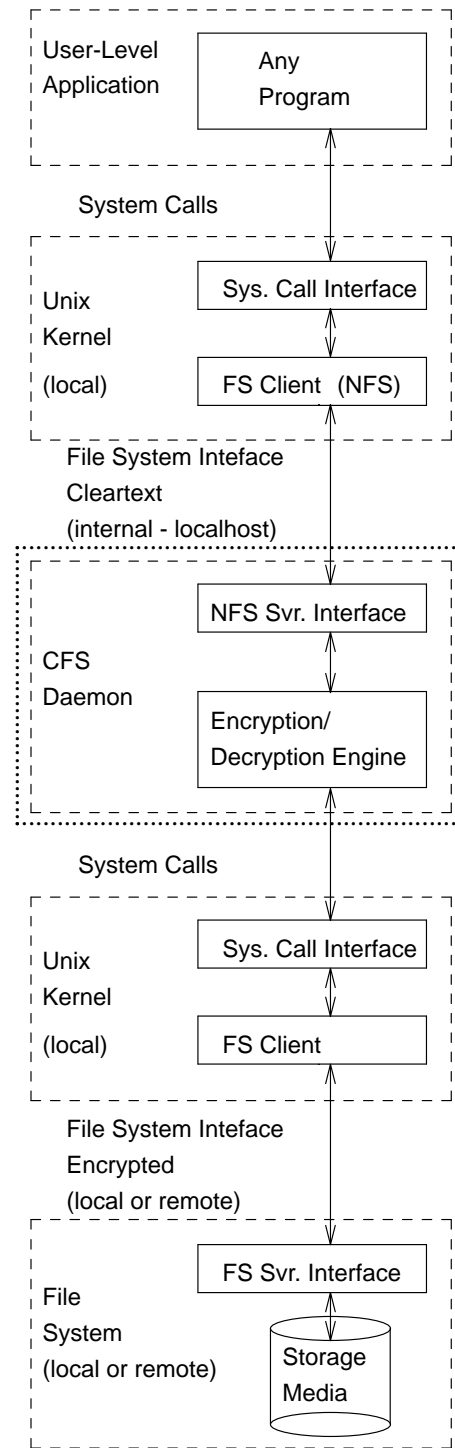 User-Level
Application
Any
Program
System Calls
Unix
Kernel
(local)
Sys. Call Interface
FS Client (NFS)
File System Inteface
Cleartext
(internal - localhost)
CFS
Daemon
NFS Svr. Interface
Encryption/
Decryption Engine
System Calls
Unix
Kernel
(local)
Sys. Call Interface
FS Client
File System Inteface
Encrypted
(local or remote)
File
System
(local or remote)
FS Svr. Interface
Storage
Media